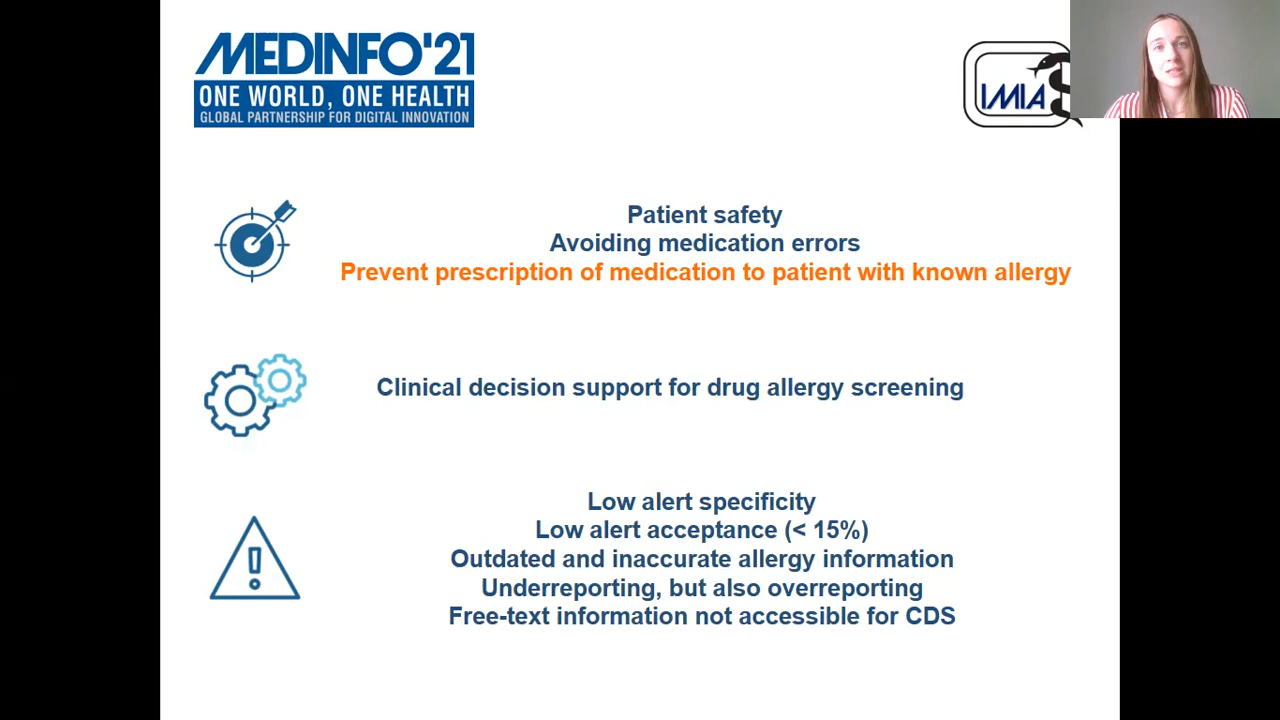 MEDINFO'21
ONE WORLD, ONE HEALTH
GLOBAL PARTNERSHIP FOR DIGITAL INNOVATION
IMIA
Patient safety
Avoiding medication errors
Prevent prescription of medication to patient with known allergy
Clinical decision support for drug allergy screening
Low alert specificity
Low alert acceptance (< 15%)
Outdated and inaccurate allergy information
Underreporting, but also overreporting
Free-text information not accessible for CDS